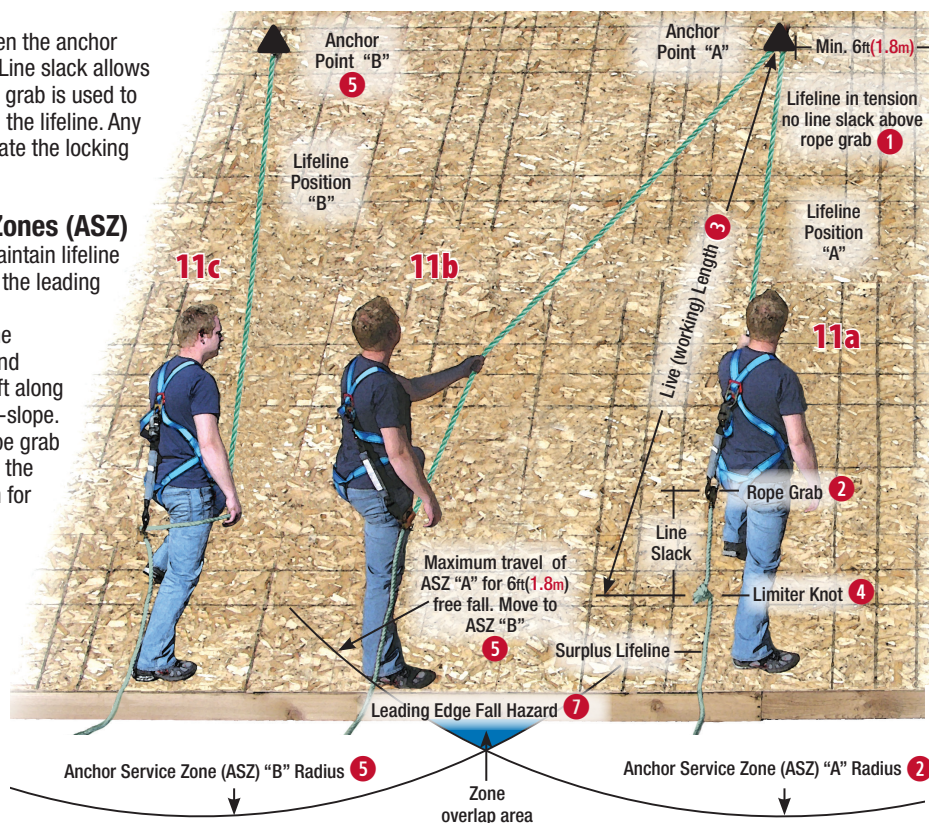 en the anchor
Line slack allows
grab is used to
the lifeline. Any
ate the locking
Zones (ASZ)
aintain lifeline
the leading
e
nd
ft along
-slope.
pe grab
the
n for
Anchor
Point "B"
5
Lifeline
Position
"B"
11c
11b
Anchor
Point "A"
Min. 6ft(1.8m)
Lifeline in tension
no line slack above
rope grab 1
Lifeline
Position
"A"
11a
Live (working) Length 3
Rope Grab 2
Line
Slack
Limiter Knot 4
Surplus Lifeline
Maximum travel of
ASZ "A" for 6ft(1.8m)
free fall. Move to
ASZ "B"
5
Leading Edge Fall Hazard 7
Anchor Service Zone (ASZ) "B" Radius 5
Zone
overlap area
Anchor Service Zone (ASZ) "A" Radius 2